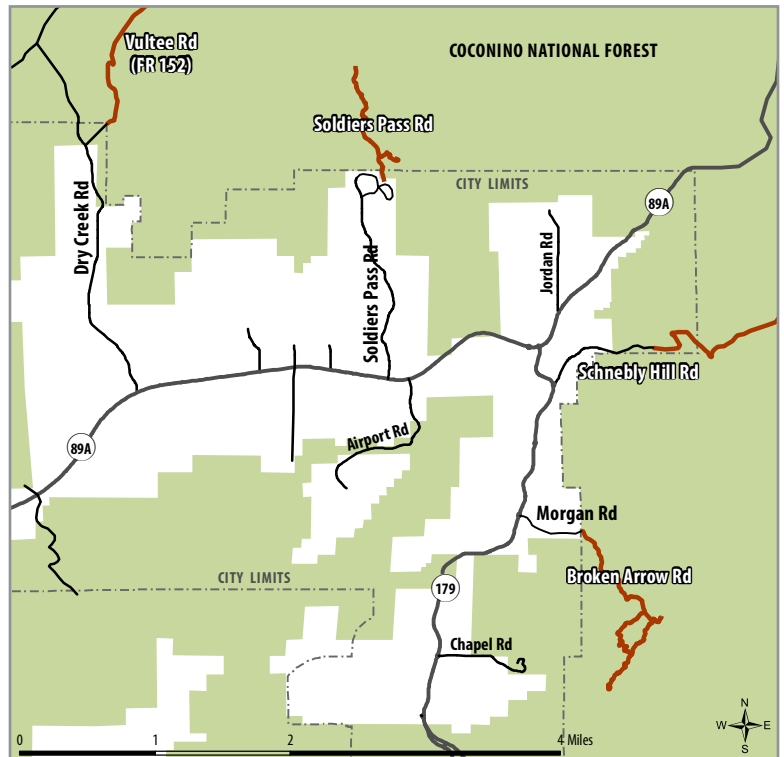 Vultee Rd
(FR 152)
COCONINO NATIONAL FOREST
Soldiers Pass Rd
CITY LIMITS
89A
Dry Creek Rd
Soldiers Pass Rd
Jordan Rd
Schnebly Hill Rd
Airport Rd
89A
Morgan Rd
Broken Arrow Rd
CITY LIMITS
179
Chapel Rd
N
W E
S
0 1 2 4 Miles